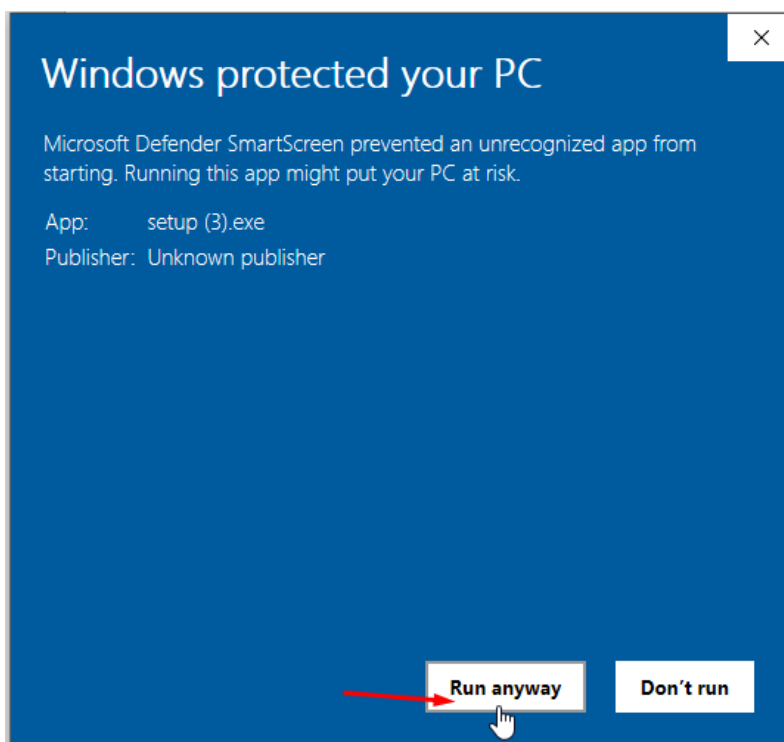 Windows protected your PC
Microsoft Defender SmartScreen prevented an unrecognized app from
starting. Running this app might put your PC at risk.
App: setup (3).exe
Publisher: Unknown publisher
Run anyway Don't run